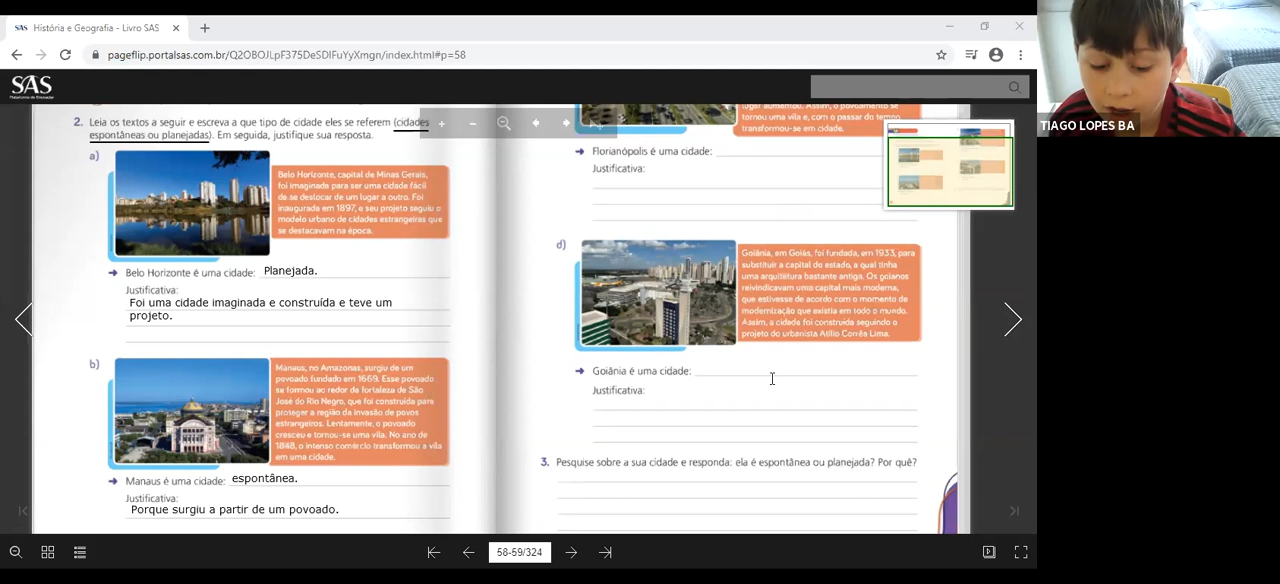 SAS História e Geografia - Livro SAS
pageflip.portalsas.com.br/Q2OBOJLpF375DeSDIFuYyXmgn/index.html#p=58
SAS
2. Leia os textos a seguir e escreva a que tipo de cidade eles se referem (cidades
espontâneas ou planejadas). Em seguida, justifique sua resposta.
a)
Belo Horizonte, capital de Minas Gerais,
foi imaginada para ser uma cidade fácil
de se deslocar de um lugar a outro. Foi
inaugurada em 1897, e seu projeto seguiu o
modelo urbano de cidades estrangeiras que
se destacavam na época.
Belo Horizonte é uma cidade: Planejada.
Justificativa:
Foi uma cidade imaginada e construída e teve um
projeto.
b)
Manaus, no Amazonas, surgiu de um
povoado fundado em 1669. Esse povoado
se formou ao redor da fortaleza de São
José do Rio Negro, que foi construída para
proteger a região da invasão de povos
estrangeiros. Lentamente, o povoado
cresceu e tornou-se uma vila. No ano de
1848, o intenso comércio transformou a vila
em uma cidade.
Manaus é uma cidade: espontânea.
Justificativa:
Porque surgiu a partir de um povoado.
lugar aumentou. Assim, o povoamento se
tornou uma vila e, com o passar do tempo,
transformou-se em cidade.
Florianópolis é uma cidade:
Justificativa:
d)
Goiânia, em Goiás, foi fundada, em 1933, para
substituir a capital do estado, a qual tinha
uma arquitetura bastante antiga. Os goianos
reivindicavam uma capital mais moderna,
que estivesse de acordo com o momento de
modernização que existia em todo o mundo.
Assim, a cidade foi construída seguindo o
projeto do urbanista Atílio Corrêa Lima.
Goiânia é uma cidade:
Justificativa:
3. Pesquise sobre a sua cidade e responda: ela é espontânea ou planejada? Por quê?
58-59/324
TIAGO LOPES BA